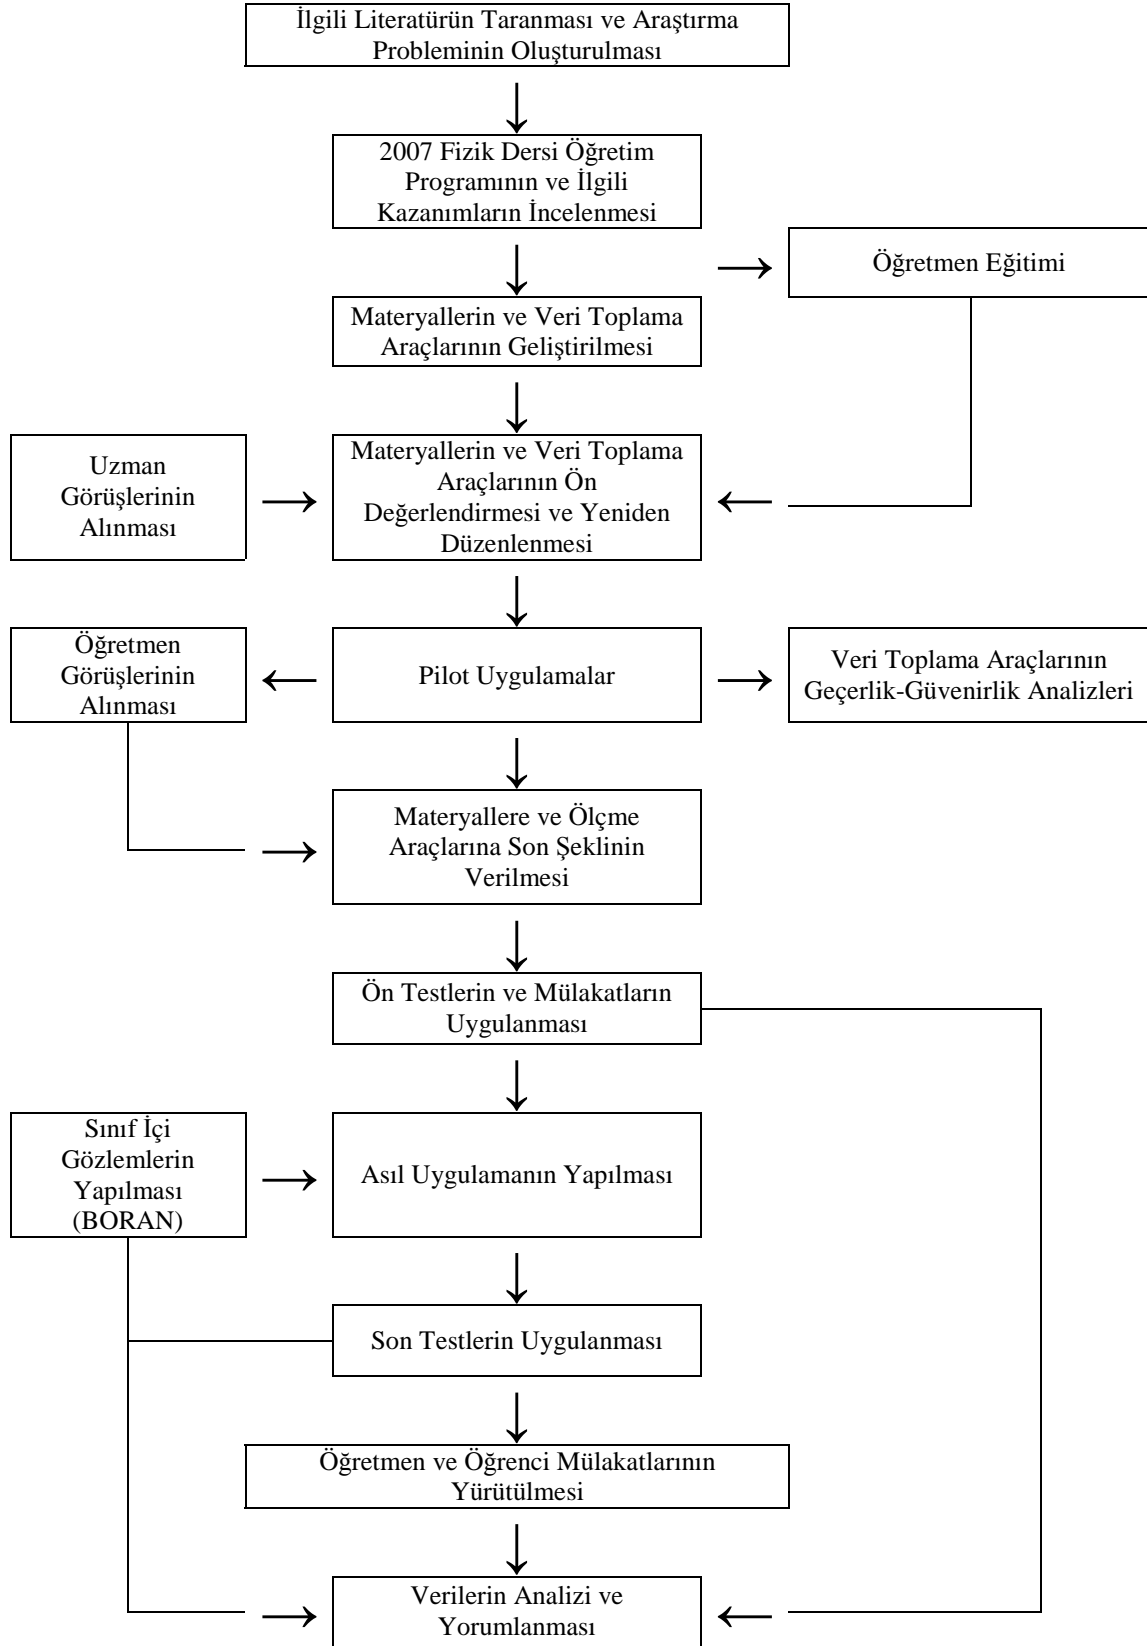 İlgili Literatürün Taranması ve Araştırma
Probleminin Oluşturulması
2007 Fizik Dersi Öğretim
Programının ve İlgili
Kazanımların İncelenmesi
Öğretmen Eğitimi
Materyallerin ve Veri Toplama
Araçlarının Geliştirilmesi
Uzman
Görüşlerinin
Alınması
Materyallerin ve Veri Toplama
Araçlarının Ön
Değerlendirmesi ve Yeniden
Düzenlenmesi
Öğretmen
Görüşlerinin
Alınması
Pilot Uygulamalar
Veri Toplama Araçlarının
Geçerlik-Güvenirlik Analizleri
Materyallere ve Ölçme
Araçlarına Son Şeklinin
Verilmesi
Ön Testlerin ve Mülakatların
Uygulanması
Sınıf İçi
Gözlemlerin
Yapılması
(BORAN)
Asıl Uygulamanın Yapılması
Son Testlerin Uygulanması
Öğretmen ve Öğrenci Mülakatlarının
Yürütülmesi
Verilerin Analizi ve
Yorumlanması